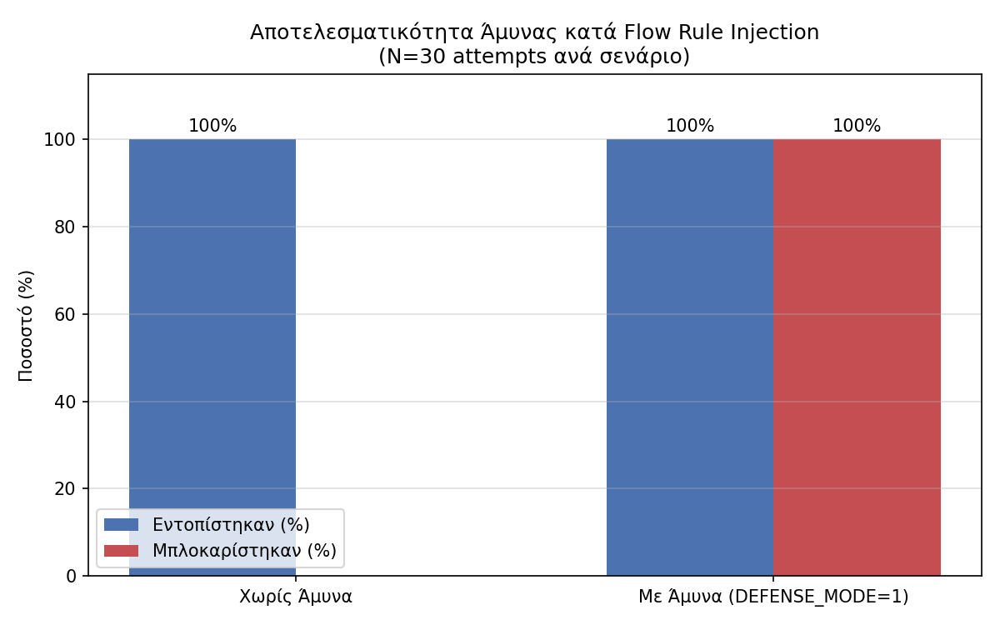 Αποτελεσματικότητα Άμυνας κατά Flow Rule Injection
(N=30 attempts ανά σενάριο)
100%
100%
100%
Ποσοστό (%)
100
80
60
40
20
0
Εντοπίστηκαν (%)
Μπλοκαρίστηκαν (%)
Χωρίς Άμυνα
Με Άμυνα (DEFENSE_MODE=1)